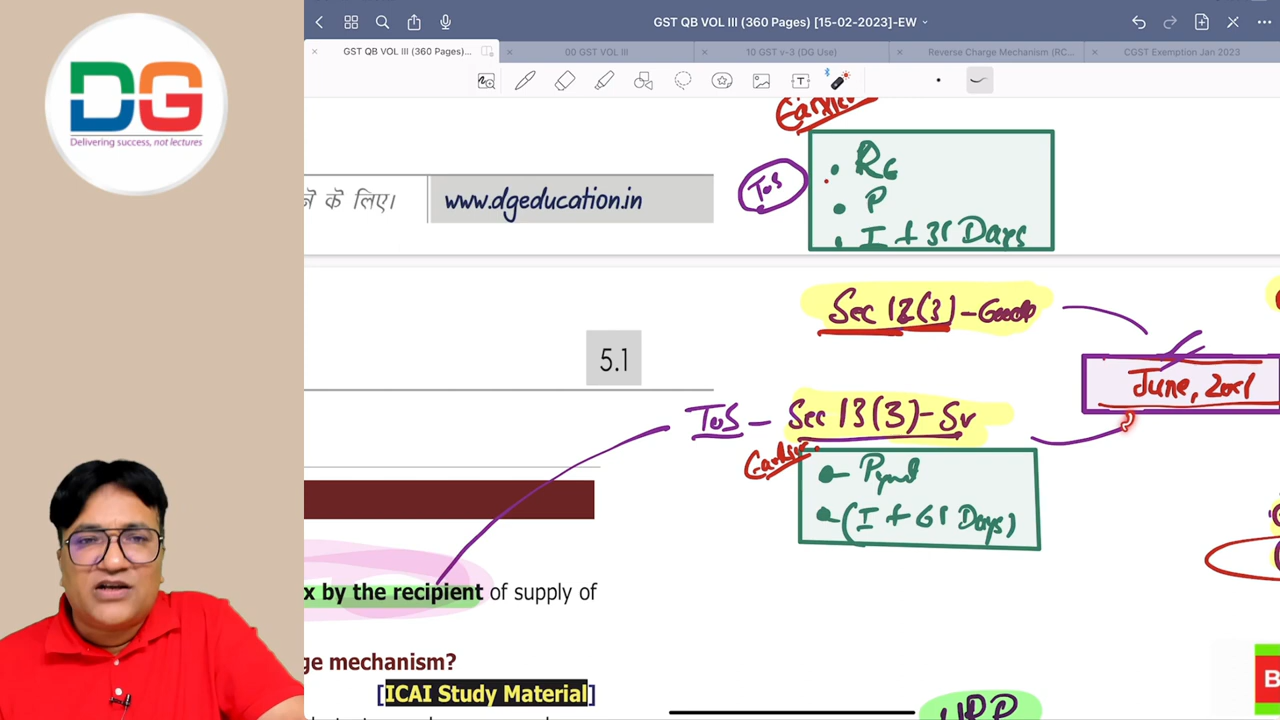 GST QB VOL III (360 Pages) [15-02-2023]-EW
GST QB VOL III (360 Pages)...
00 GST VOL III
10 GST v-3 (DG Use)
Reverse Charge Mechanism (RC...
CGST Exemption Jan 2023
DG
Delivering success, not lectures
Earlier
ToS
• RG
• P
• I + 31 Days
ने के लिए।
www.dgeducation.in
Sec 12(3) - Goods
5.1
June, 2001
ToS - Sec 13(3) - Sv
Earlier.
• Pymt
• (I + 61 Days)
x by the recipient of supply of
ge mechanism?
[ICAI Study Material]
B